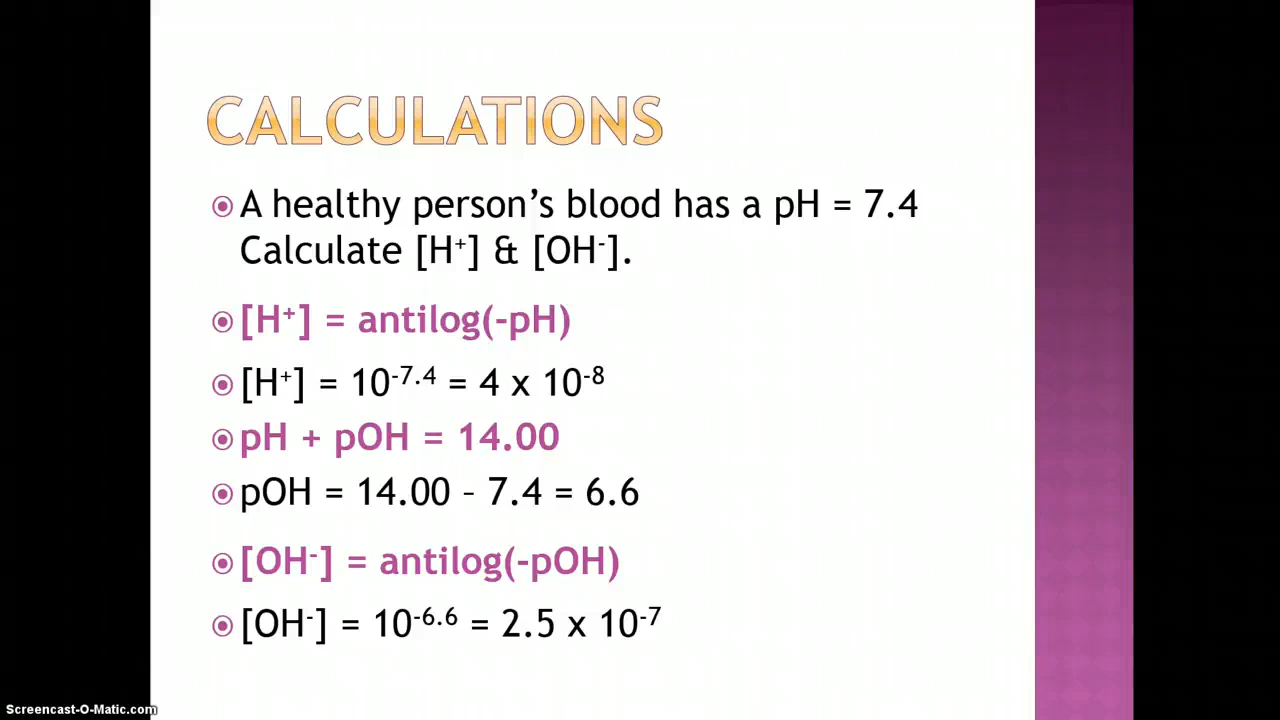 CALCULATIONS
A healthy person’s blood has a pH = 7.4
Calculate [H⁺] & [OH⁻].
[H⁺] = antilog(-pH)
[H⁺] = 10⁻⁷·⁴ = 4 x 10⁻⁸
pH + pOH = 14.00
pOH = 14.00 – 7.4 = 6.6
[OH⁻] = antilog(-pOH)
[OH⁻] = 10⁻⁶·⁶ = 2.5 x 10⁻⁷
Screencast-O-Matic.com